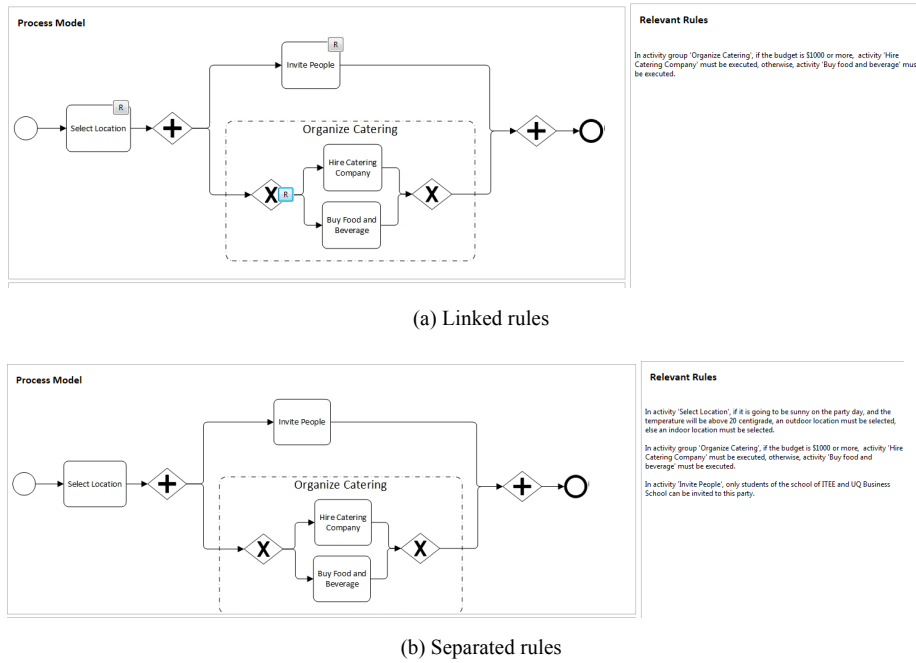 Process Model
Relevant Rules
In activity group 'Organize Catering', if the budget is $1000 or more, activity 'Hire
Catering Company' must be executed, otherwise, activity 'Buy food and beverage' mus
be executed.
R
Invite People
R
Select Location
Organize Catering
Hire Catering
Company
X
R
X
Buy Food and
Beverage
(a) Linked rules
Process Model
Relevant Rules
In activity 'Select Location', if it is going to be sunny on the party day, and the
temperature will be above 20 centigrade, an outdoor location must be selected,
else an indoor location must be selected.
In activity group 'Organize Catering', if the budget is $1000 or more, activity 'Hire
Catering Company' must be executed, otherwise, activity 'Buy food and
beverage' must be executed.
In activity 'Invite People', only students of the school of ITEE and UQ Business
School can be invited to this party.
Invite People
Select Location
Organize Catering
Hire Catering
Company
X
X
Buy Food and
Beverage
(b) Separated rules